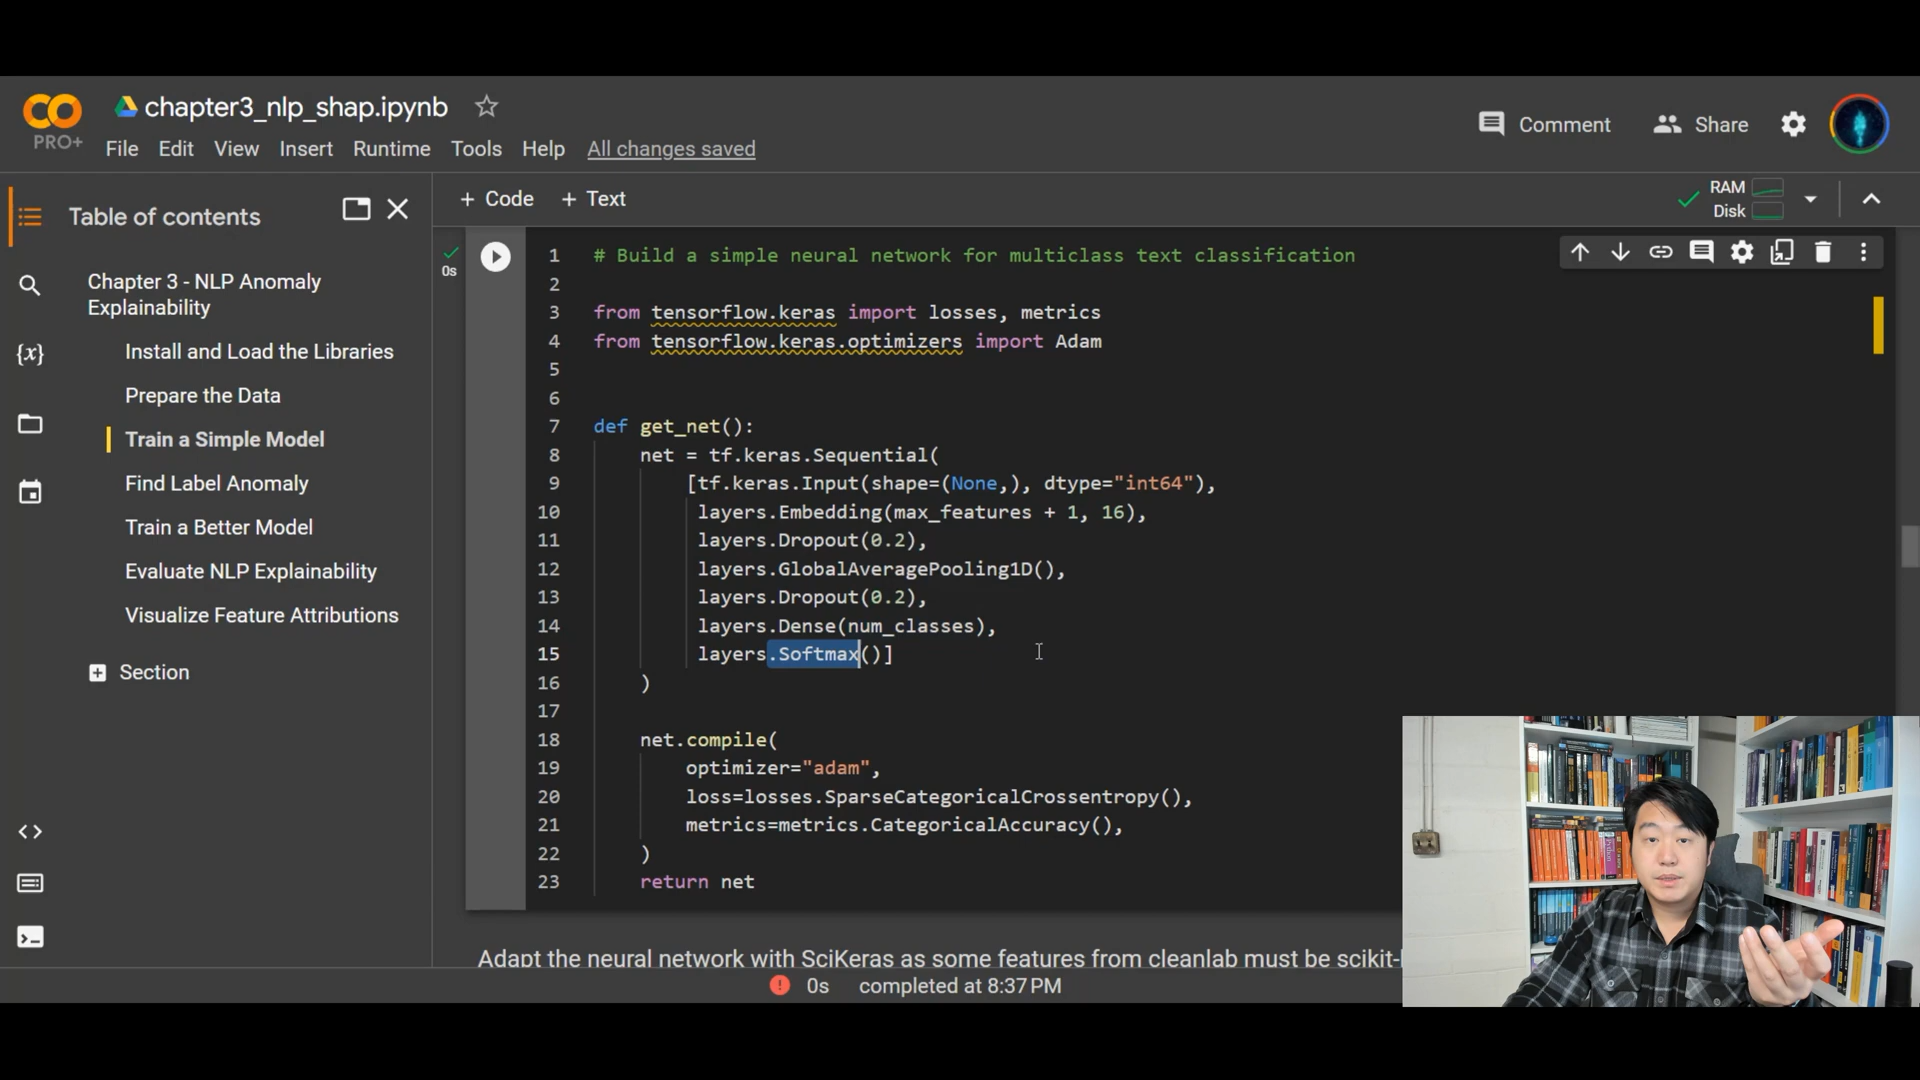 CO
PRO+
chapter3_nlp_shap.ipynb
File Edit View Insert Runtime Tools Help All changes saved
Comment
Share
Table of contents
+ Code + Text
RAM
Disk
Chapter 3 - NLP Anomaly
Explainability
Install and Load the Libraries
Prepare the Data
Train a Simple Model
Find Label Anomaly
Train a Better Model
Evaluate NLP Explainability
Visualize Feature Attributions
Section
{x}
0s
1 # Build a simple neural network for multiclass text classification
2
3 from tensorflow.keras import losses, metrics
4 from tensorflow.keras.optimizers import Adam
5
6
7 def get_net():
8 net = tf.keras.Sequential(
9 [tf.keras.Input(shape=(None,), dtype="int64"),
10 layers.Embedding(max_features + 1, 16),
11 layers.Dropout(0.2),
12 layers.GlobalAveragePooling1D(),
13 layers.Dropout(0.2),
14 layers.Dense(num_classes),
15 layers.Softmax()]
16 )
17
18 net.compile(
19 optimizer="adam",
20 loss=losses.SparseCategoricalCrossentropy(),
21 metrics=metrics.CategoricalAccuracy(),
22 )
23 return net
Adapt the neural network with SciKeras as some features from cleanlab must be scikit-
0s completed at 8:37 PM